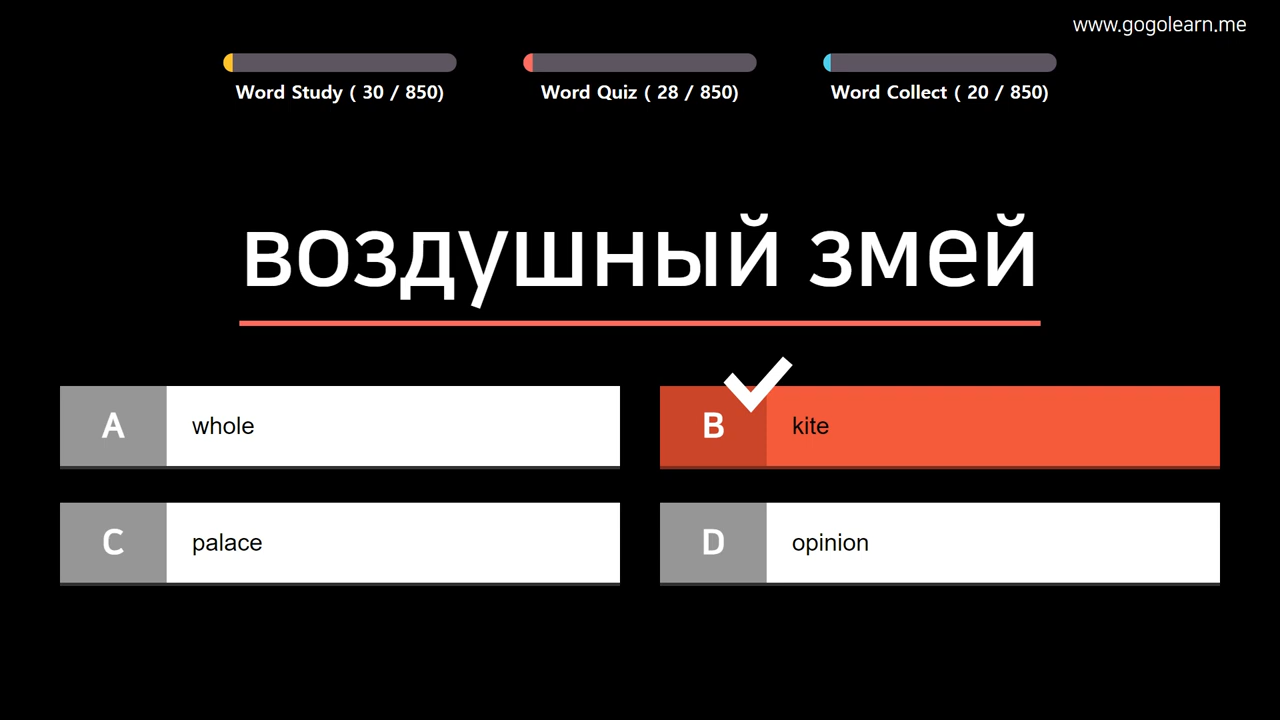 www.gogolearn.me
Word Study ( 30 / 850)
Word Quiz ( 28 / 850)
Word Collect ( 20 / 850)
воздушный змей
A whole
B kite
C palace
D opinion